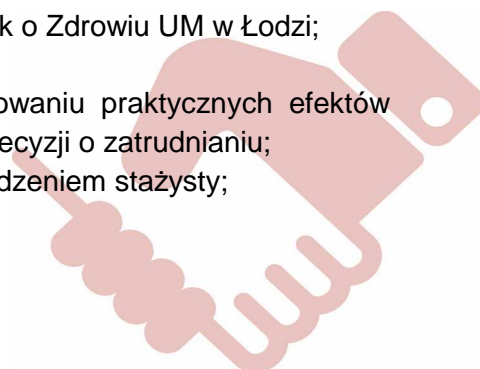 k o Zdrowiu UM w Łodzi;
owaniu praktycznych efektów
ecyzji o zatrudnianiu;
dzeniem stażysty;